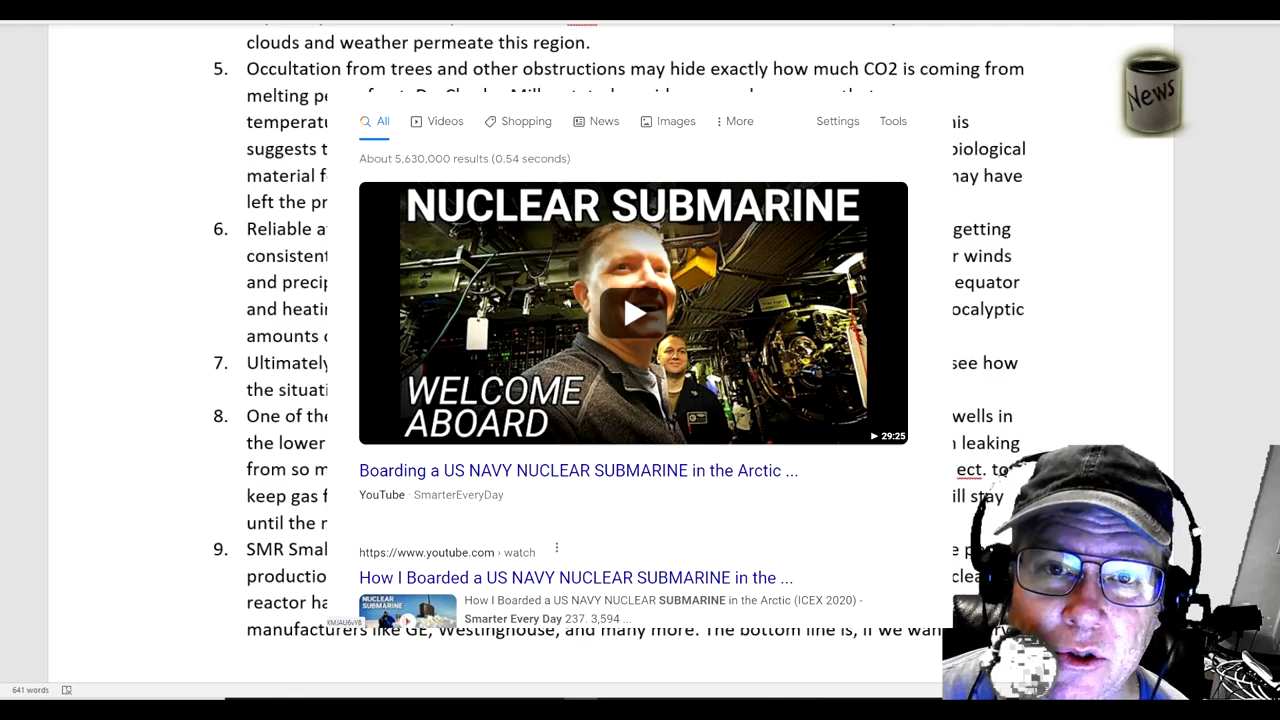 clouds and weather permeate this region.
5. Occultation from trees and other obstructions may hide exactly how much CO2 is coming from
melting
temperatu
suggests t
material f
left the pr
biological
may have
News
All
Videos
Shopping
News
Images
More
Settings
Tools
About 5,630,000 results (0.54 seconds)
NUCLEAR SUBMARINE
WELCOME
ABOARD
29:25
Boarding a US NAVY NUCLEAR SUBMARINE in the Arctic ...
YouTube · SmarterEveryDay
https://www.youtube.com › watch
How I Boarded a US NAVY NUCLEAR SUBMARINE in the ...
NUCLEAR
SUBMARINE
How I Boarded a US NAVY NUCLEAR SUBMARINE in the Arctic (ICEX 2020) -
Smarter Every Day 237. 3,594 ...
6. Reliable a
consistent
and precip
and heatin
amounts
getting
r winds
equator
ocalyptic
7. Ultimately
the situati
see how
8. One of the
the lower
from so m
keep gas f
until the r
wells in
leaking
ect. to
ill stay
9. SMR Smal
productio
reactor ha
manufacturers like GE, Westinghouse, and many more. The bottom line is, if we wan
641 words